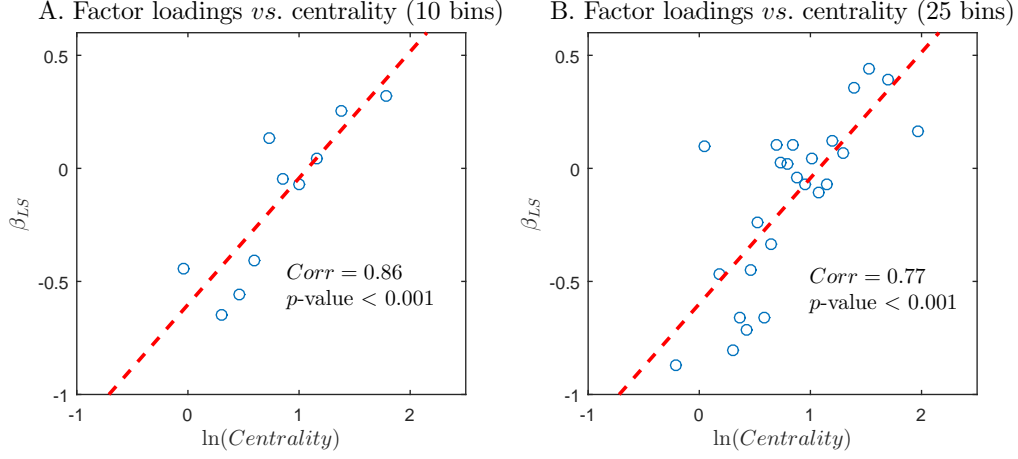 A. Factor loadings vs. centrality (10 bins)
0.5
0
-0.5
-1
-1
0
1
2
β_LS
ln(Centrality)
Corr = 0.86
p-value < 0.001
B. Factor loadings vs. centrality (25 bins)
0.5
0
-0.5
-1
-1
0
1
2
β_LS
ln(Centrality)
Corr = 0.77
p-value < 0.001